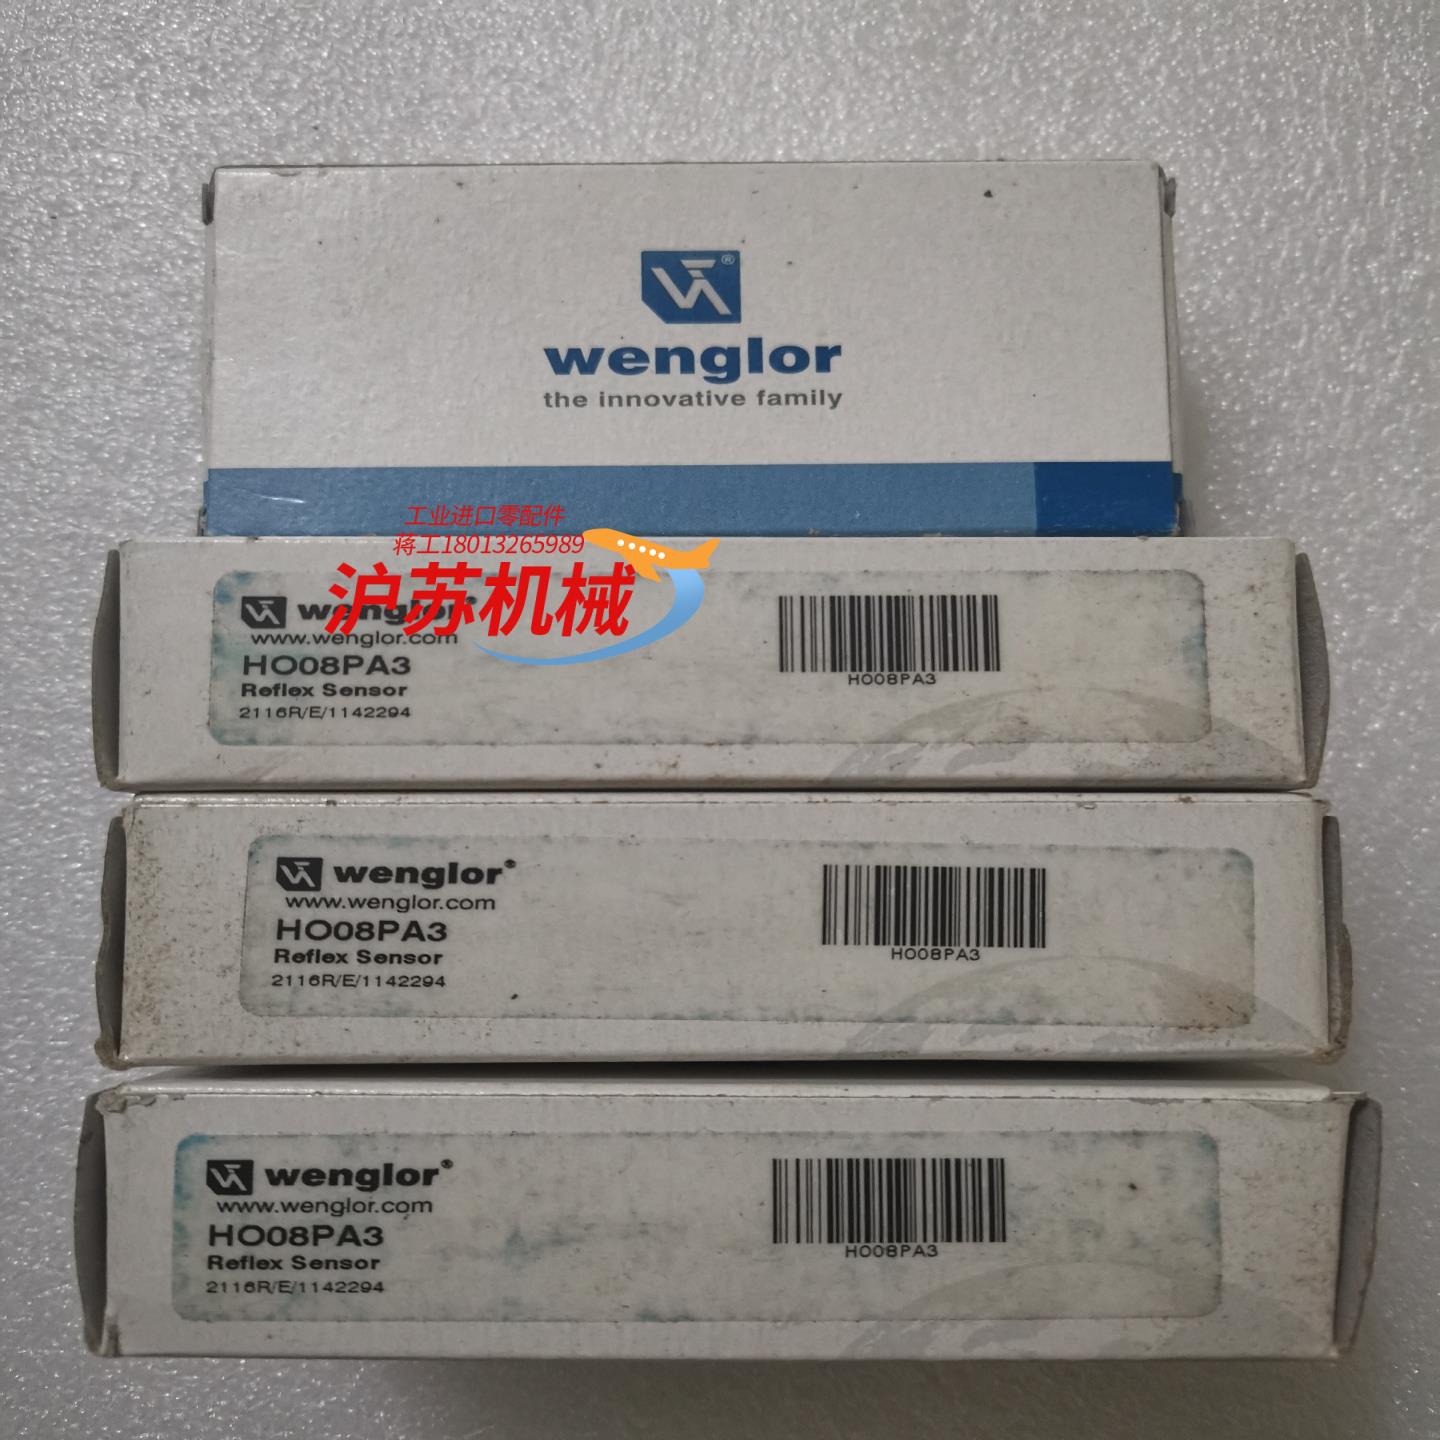 wenglor
the innovative family
工业进口零配件
蒋工18013265989
沪苏机械
wenglor
www.wenglor.com
HO08PA3
Reflex Sensor
2116R/E/1142294
HO08PA3
wenglor®
www.wenglor.com
HO08PA3
Reflex Sensor
2116R/E/1142294
HO08PA3
wenglor®
www.wenglor.com
HO08PA3
Reflex Sensor
2116R/E/1142294
HO08PA3